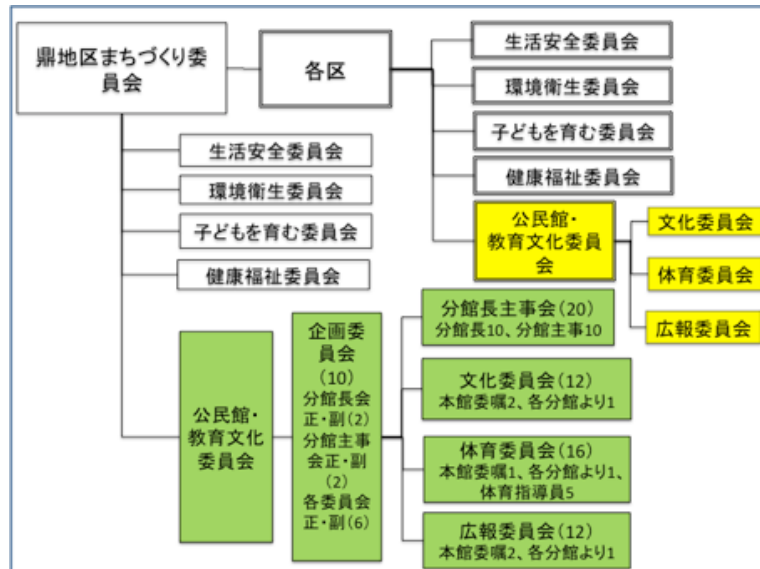 鼎地区まちづくり委
員会
各区
生活安全委員会
環境衛生委員会
子どもを育む委員会
健康福祉委員会
公民館・
教育文化委員
会
文化委員会
体育委員会
広報委員会
生活安全委員会
環境衛生委員会
子どもを育む委員会
健康福祉委員会
公民館・
教育文化
委員会
企画委
員会
(10)
分館長会
正・副(2)
分館主事
会正・副
(2)
各委員会
正・副(6)
分館長主事会(20)
分館長10、分館主事10
文化委員会(12)
本館委嘱2、各分館より1
体育委員会(16)
本館委嘱1、各分館より1、
体育指導員5
広報委員会(12)
本館委嘱2、各分館より1